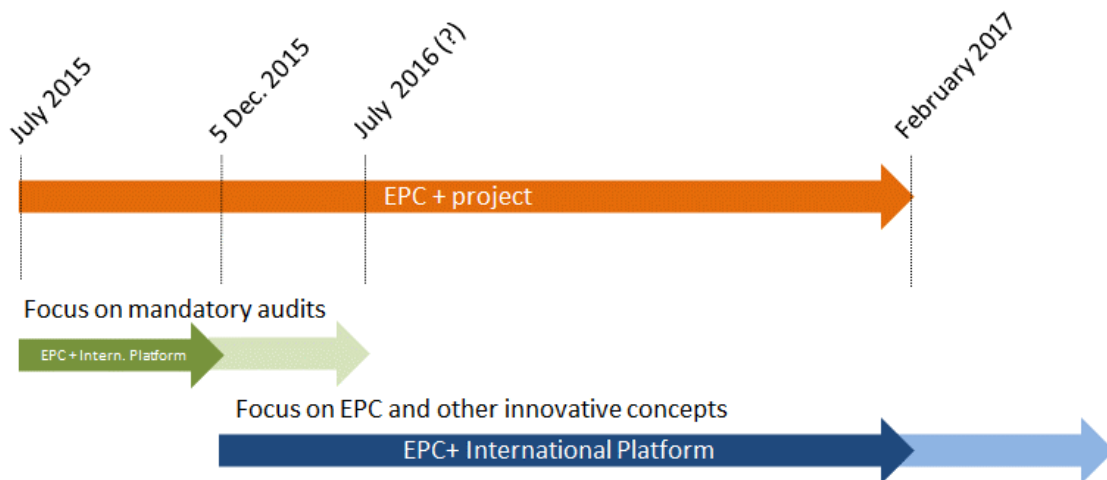 July 2015
5 Dec. 2015
July 2016 (?)
February 2017
EPC + project
Focus on mandatory audits
EPC + Intern. Platform
Focus on EPC and other innovative concepts
EPC+ International Platform